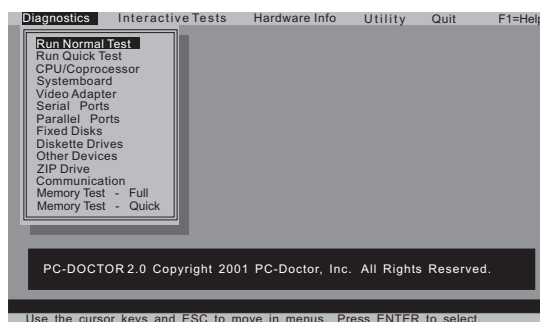 Diagnostics Interactive Tests Hardware Info Utility Quit F1=Help
Run Normal Test
Run Quick Test
CPU/Coprocessor
Systemboard
Video Adapter
Serial Ports
Parallel Ports
Fixed Disks
Diskette Drives
Other Devices
ZIP Drive
Communication
Memory Test - Full
Memory Test - Quick
PC-DOCTOR 2.0 Copyright 2001 PC-Doctor, Inc. All Rights Reserved.
Use the cursor keys and ESC to move in menus. Press ENTER to select.